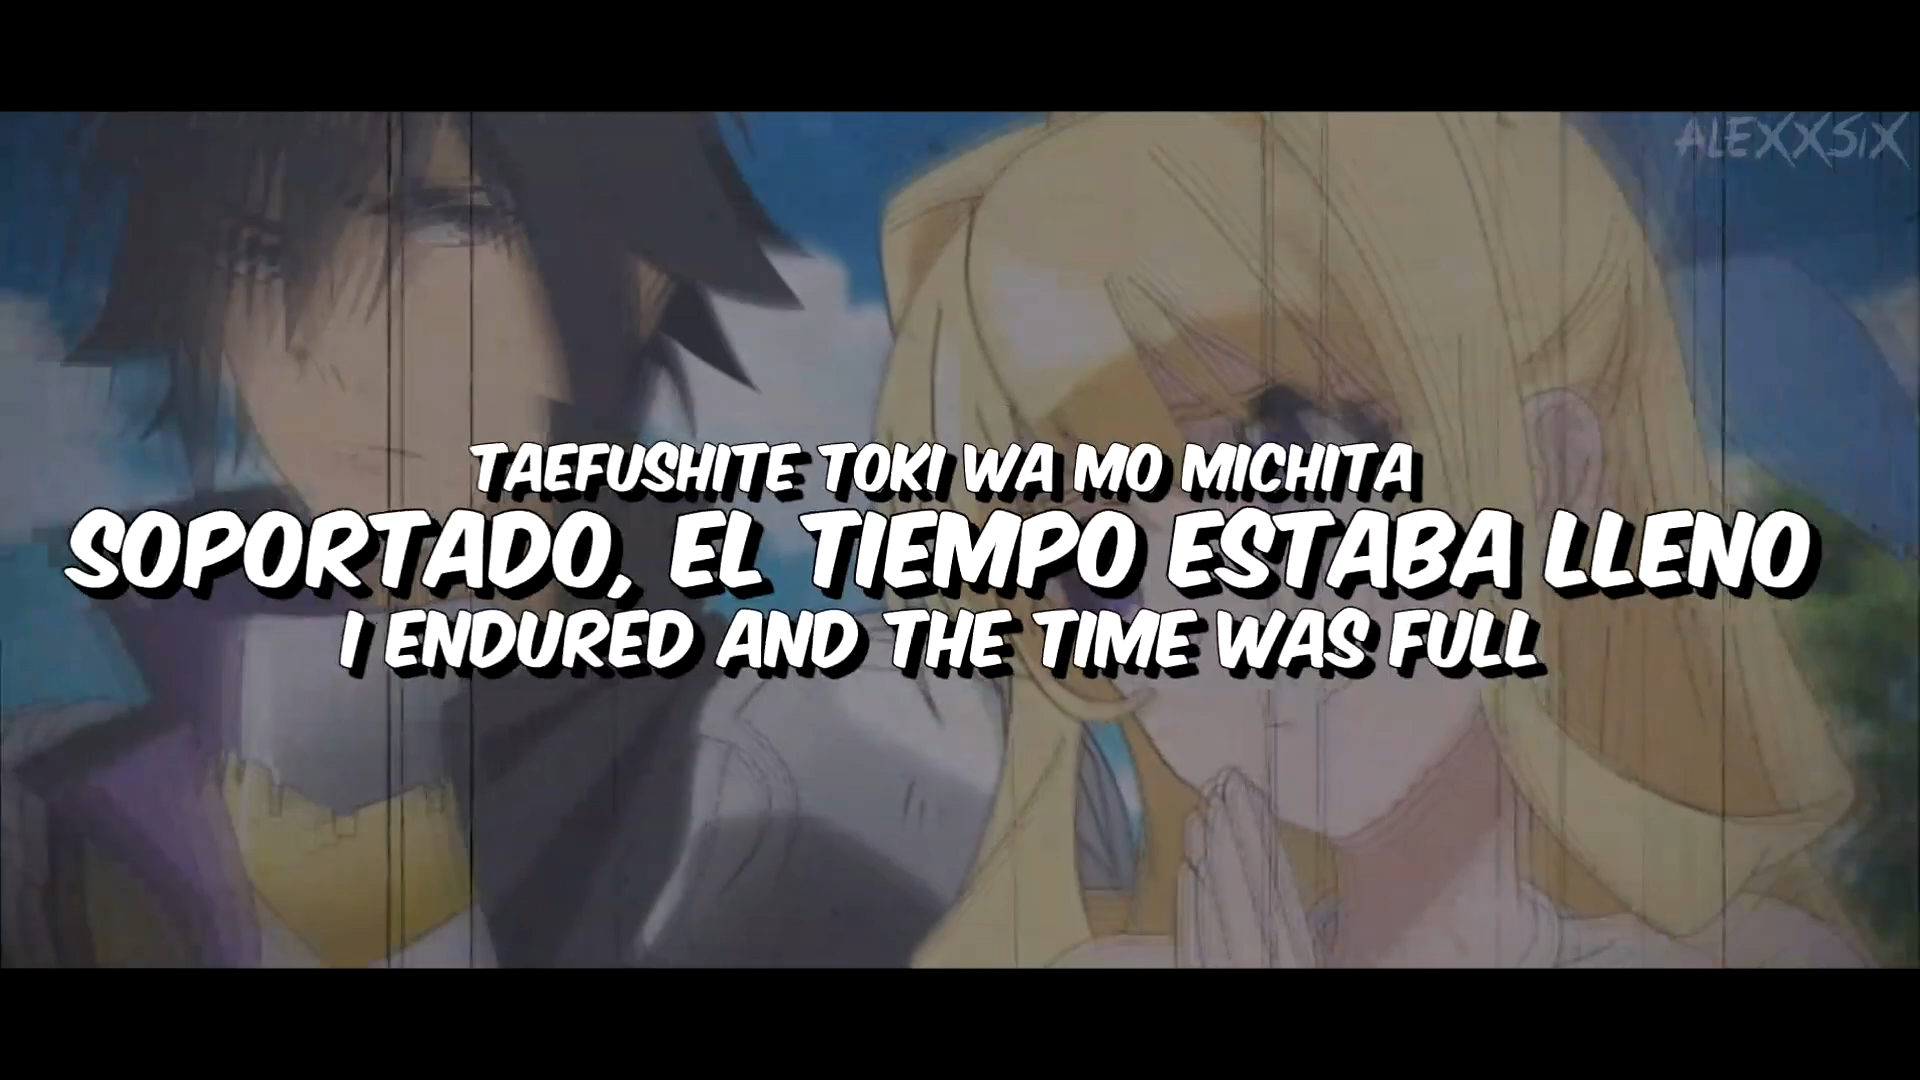 ALEXXSIX
TAEFUSHITE TOKI WA MO MICHITA
SOPORTADO, EL TIEMPO ESTABA LLENO
I ENDURED AND THE TIME WAS FULL